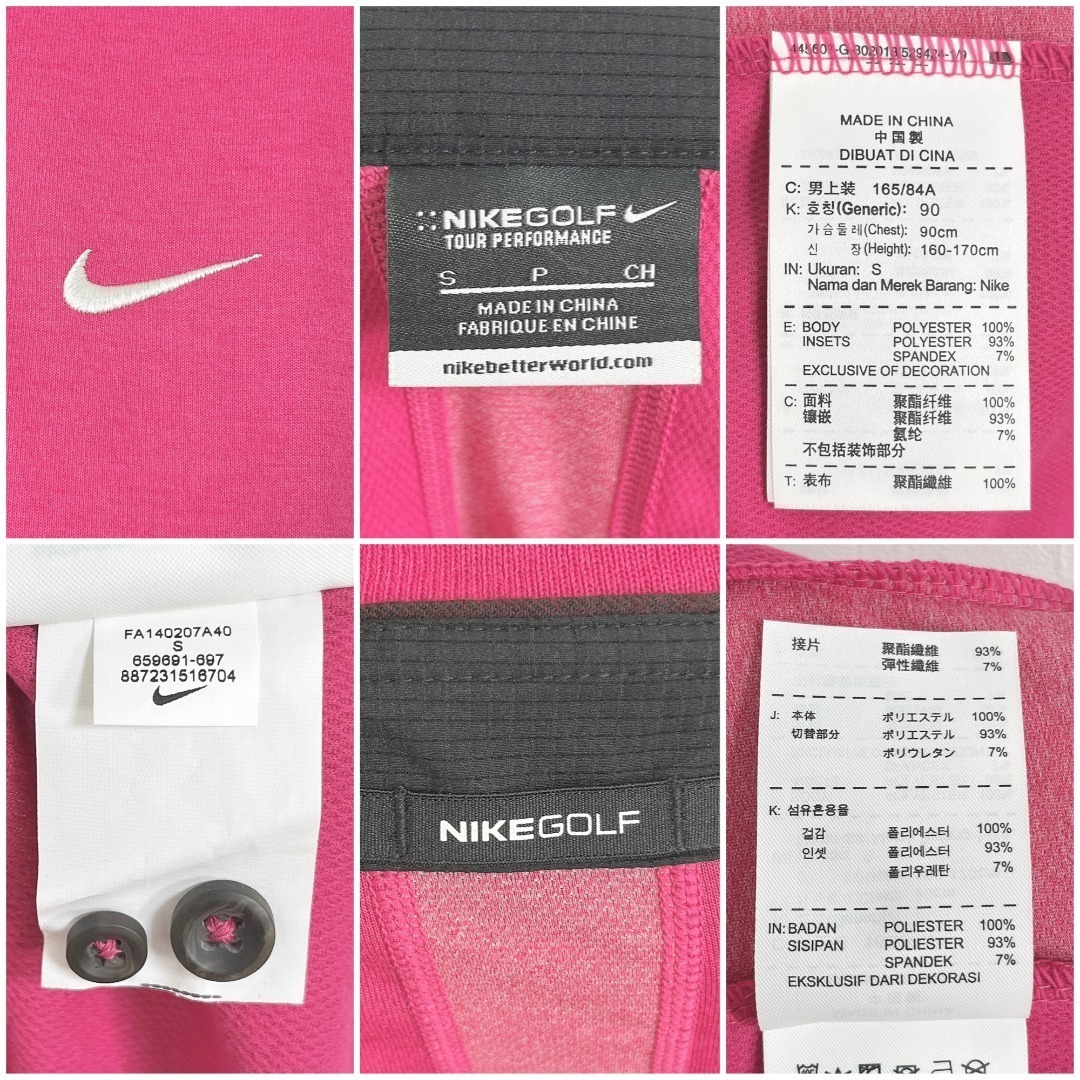 NIKEGOLF
TOUR PERFORMANCE
S P CH
MADE IN CHINA
FABRIQUE EN CHINE
nikebetterworld.com
MADE IN CHINA
中国製
DIBUAT DI CINA
C: 男上装 165/84A
K: 호칭(Generic): 90
가슴둘레(Chest): 90cm
신 장(Height): 160-170cm
IN: Ukuran: S
Nama dan Merek Barang: Nike
E: BODY POLYESTER 100%
INSETS POLYESTER 93%
SPANDEX 7%
EXCLUSIVE OF DECORATION
C: 面料 聚酯纤维 100%
镶嵌 聚酯纤维 93%
氨纶 7%
不包括装饰部分
T: 表布 聚酯纖維 100%
FA140207A40
S
659691-697
887231516704
NIKEGOLF
接片 聚酯纖維 93%
彈性纖維 7%
J: 本体 ポリエステル 100%
切替部分 ポリエステル 93%
ポリウレタン 7%
K: 섬유혼용율
겉감 폴리에스터 100%
인셋 폴리에스터 93%
폴리우레탄 7%
IN: BADAN POLIESTER 100%
SISIPAN POLIESTER 93%
SPANDEK 7%
EKSKLUSIF DARI DEKORASI